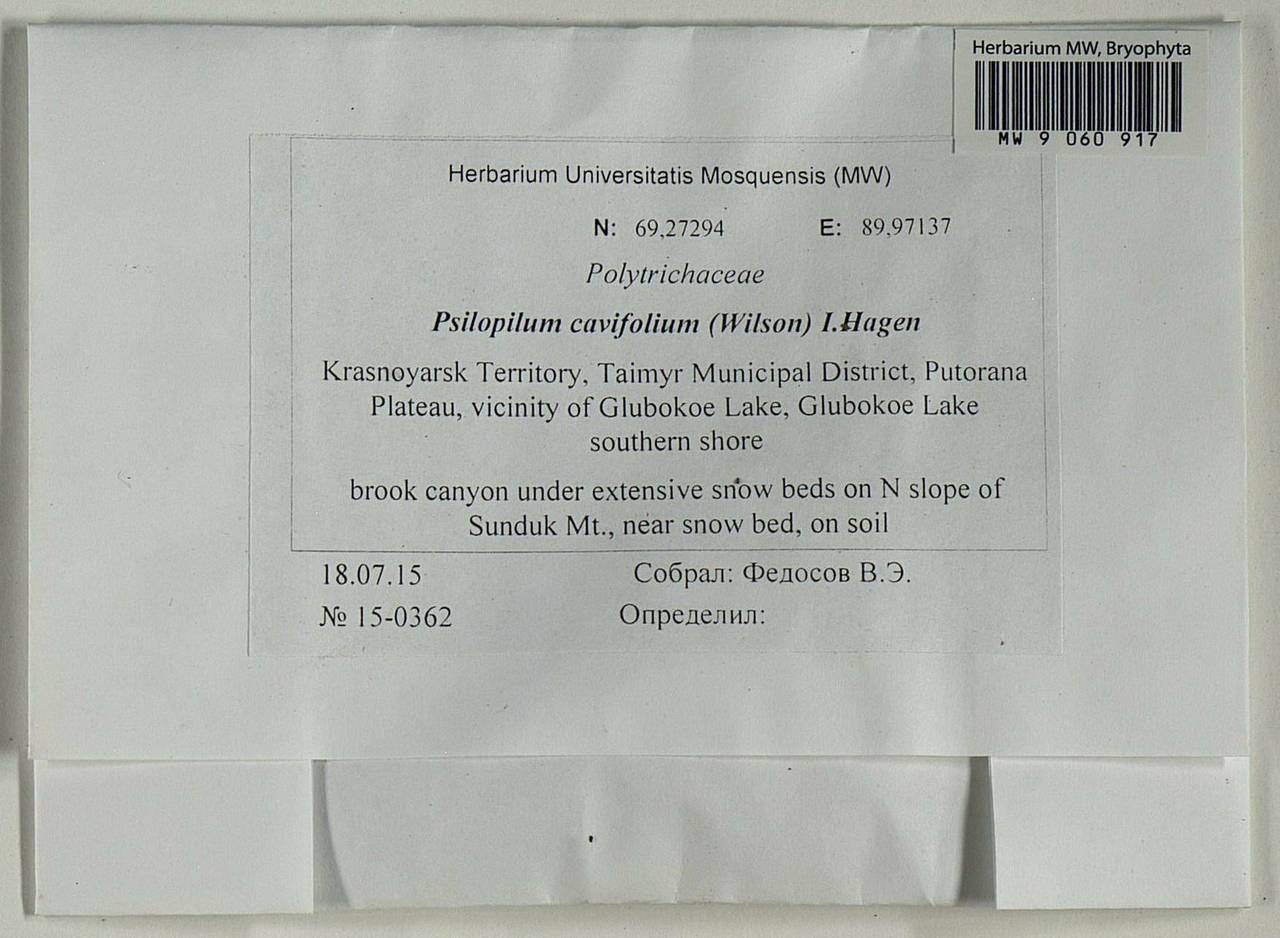 Herbarium MW, Bryophyta
MW 9 060 917
Herbarium Universitatis Mosquensis (MW)
N: 69,27294 E: 89,97137
Polytrichaceae
Psilopilum cavifolium (Wilson) I.Hagen
Krasnoyarsk Territory, Taimyr Municipal District, Putorana
Plateau, vicinity of Glubokoe Lake, Glubokoe Lake
southern shore
brook canyon under extensive snow beds on N slope of
Sunduk Mt., near snow bed, on soil
18.07.15 Собрал: Федосов В.Э.
№ 15-0362 Определил: